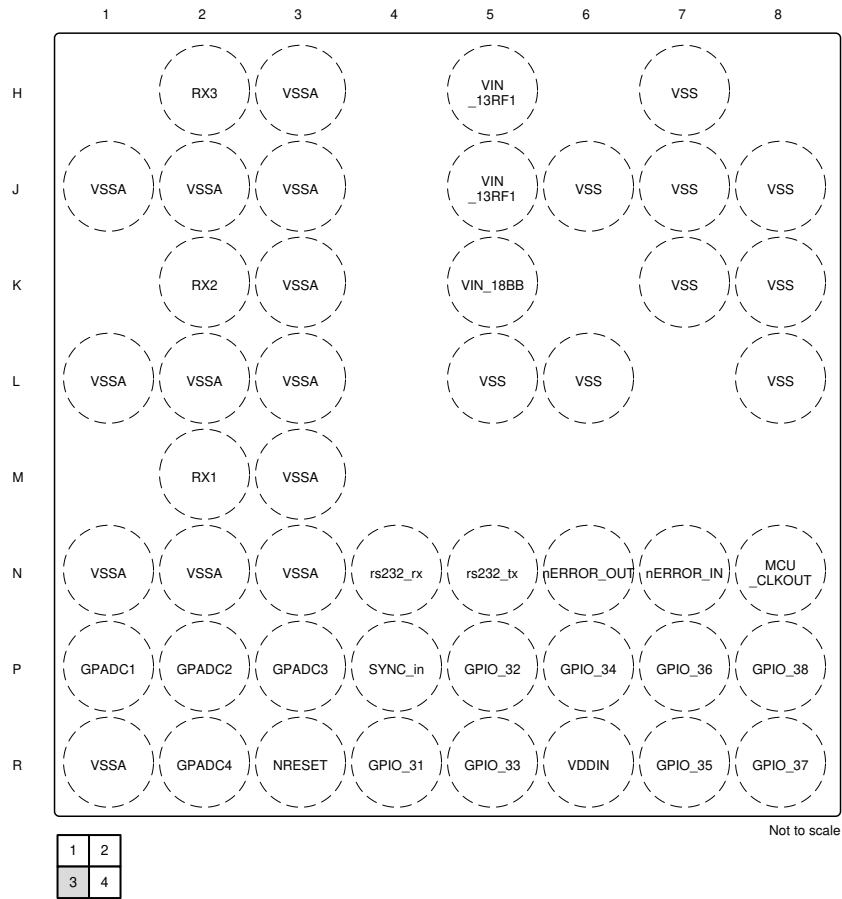 1 2 3 4 5 6 7 8
H RX3 VSSA VIN _13RF1 VSS
J VSSA VSSA VSSA VIN _13RF1 VSS VSS VSS
K RX2 VSSA VIN_18BB VSS VSS
L VSSA VSSA VSSA VSS VSS VSS
M RX1 VSSA
N VSSA VSSA VSSA rs232_rx rs232_tx nERROR_OUT nERROR_IN MCU _CLKOUT
P GPADC1 GPADC2 GPADC3 SYNC_in GPIO_32 GPIO_34 GPIO_36 GPIO_38
R VSSA GPADC4 NRESET GPIO_31 GPIO_33 VDDIN GPIO_35 GPIO_37
Not to scale
1 2
3 4